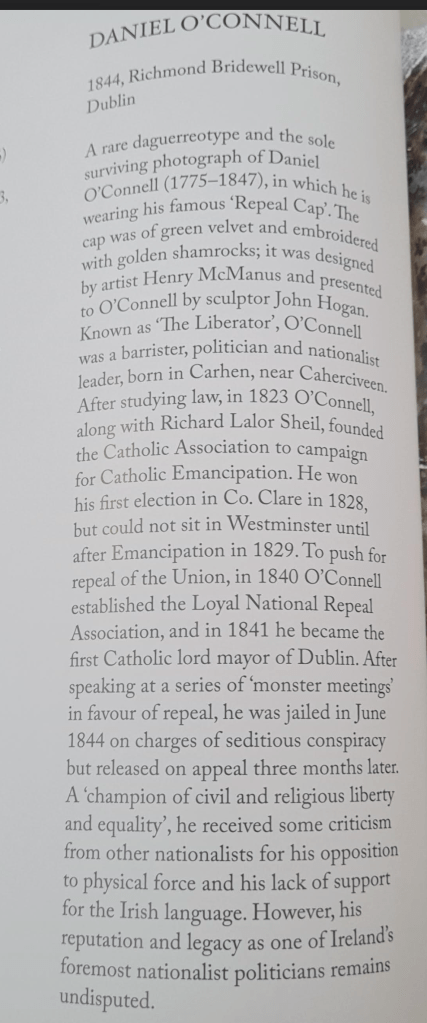 DANIEL O'CONNELL
1844, Richmond Bridewell Prison,
Dublin
A rare daguerreotype and the sole
surviving photograph of Daniel
O'Connell (1775–1847), in which he is
wearing his famous 'Repeal Cap'. The
cap was of green velvet and embroidered
with golden shamrocks; it was designed
by artist Henry McManus and presented
to O'Connell by sculptor John Hogan.
Known as 'The Liberator', O'Connell
was a barrister, politician and nationalist
leader, born in Carhen, near Caherciveen.
After studying law, in 1823 O'Connell,
along with Richard Lalor Sheil, founded
the Catholic Association to campaign
for Catholic Emancipation. He won
his first election in Co. Clare in 1828,
but could not sit in Westminster until
after Emancipation in 1829. To push for
repeal of the Union, in 1840 O'Connell
established the Loyal National Repeal
Association, and in 1841 he became the
first Catholic lord mayor of Dublin. After
speaking at a series of 'monster meetings'
in favour of repeal, he was jailed in June
1844 on charges of seditious conspiracy
but released on appeal three months later.
A 'champion of civil and religious liberty
and equality', he received some criticism
from other nationalists for his opposition
to physical force and his lack of support
for the Irish language. However, his
reputation and legacy as one of Ireland's
foremost nationalist politicians remains
undisputed.